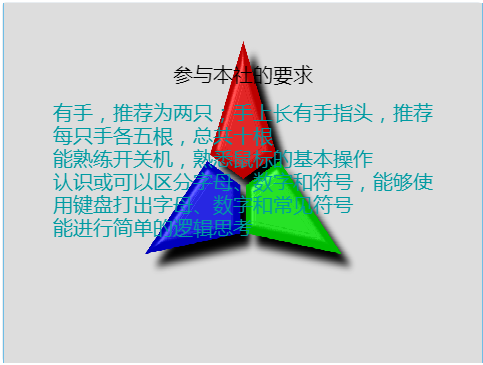 参与本社的要求
有手，推荐为两只；手上长有手指头，推荐
每只手各五根，总共十根
能熟练开关机，熟悉鼠标的基本操作
认识或可以区分字母、数字和符号，能够使
用键盘打出字母、数字和常见符号
能进行简单的逻辑思考